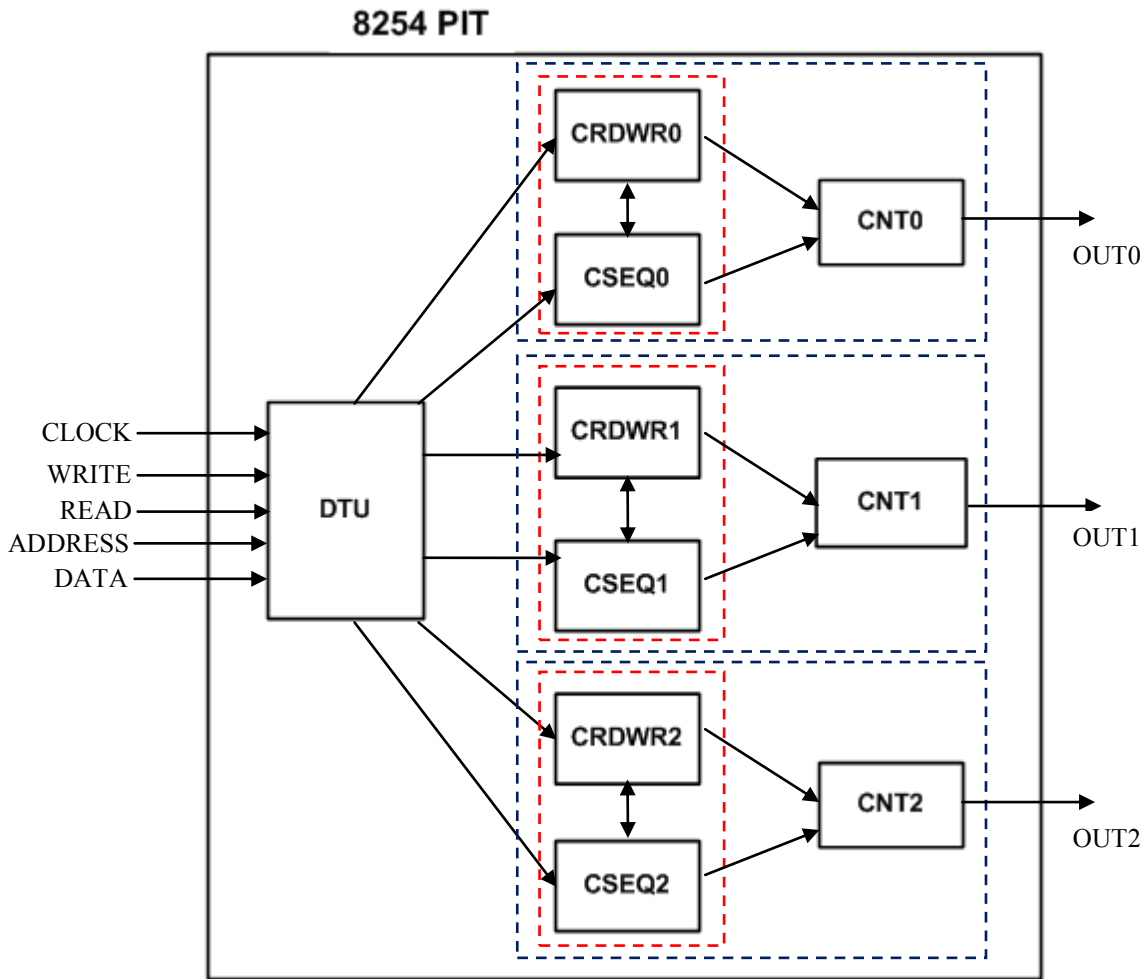 8254 PIT
CRDWR0
CSEQ0
CNT0
OUT0
CLOCK
WRITE
READ
ADDRESS
DATA
DTU
CRDWR1
CSEQ1
CNT1
OUT1
CRDWR2
CSEQ2
CNT2
OUT2